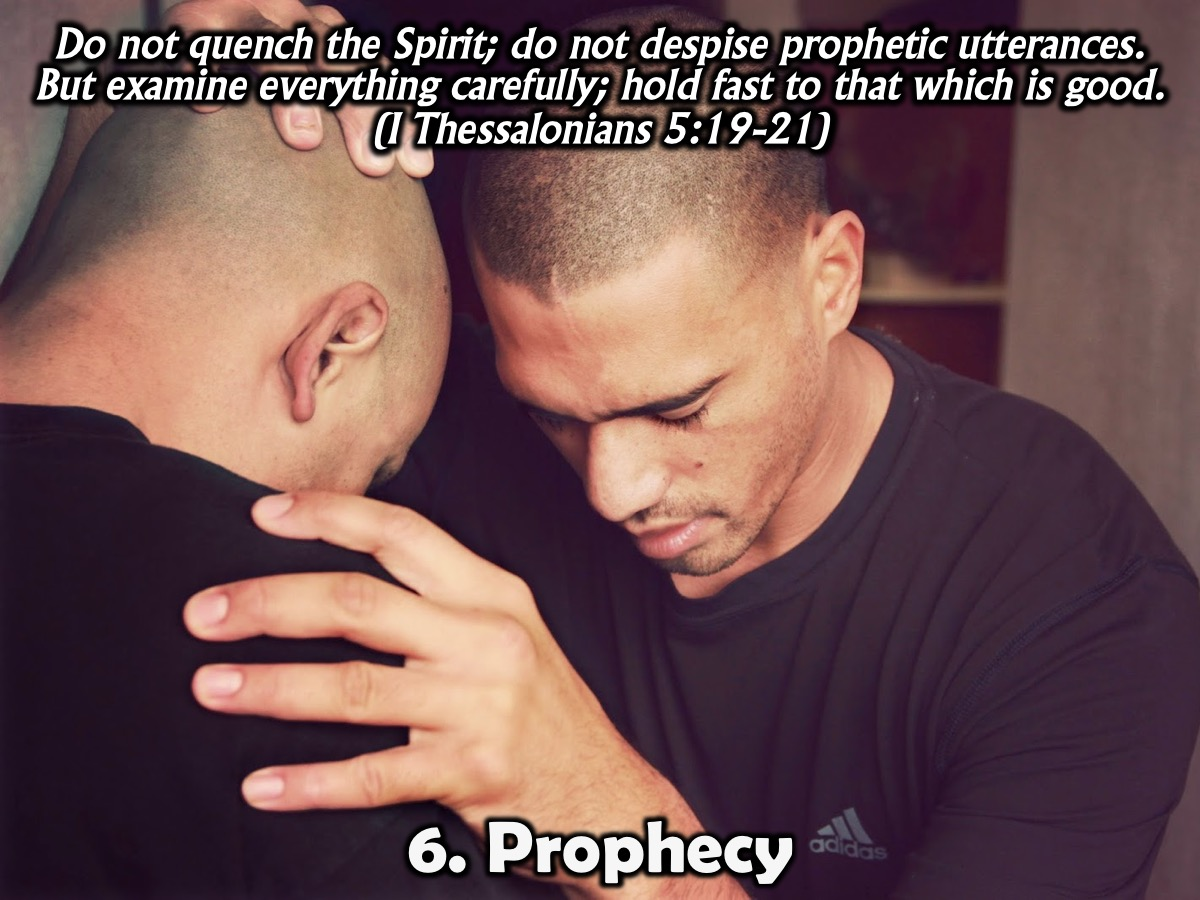 Do not quench the Spirit; do not despise prophetic utterances.
But examine everything carefully; hold fast to that which is good.
(I Thessalonians 5:19-21)
6. Prophecy
adidas